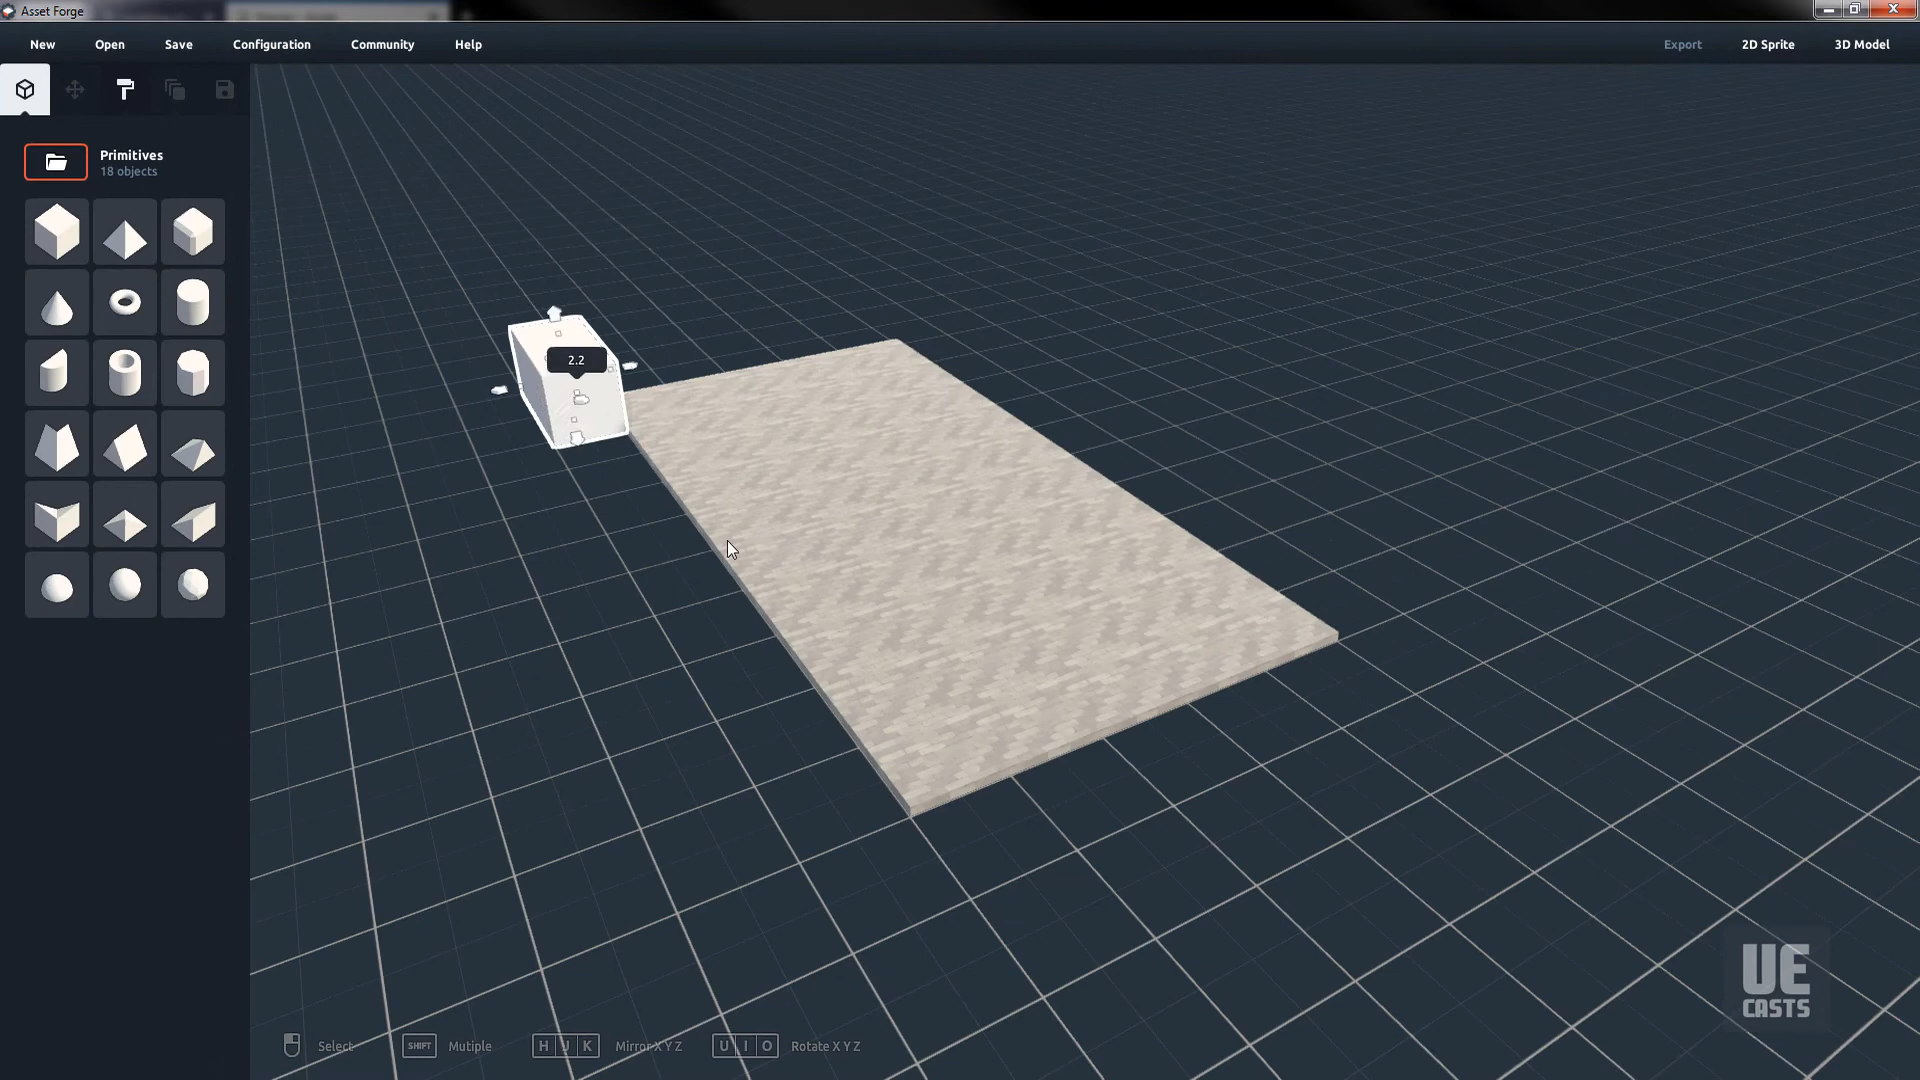 Asset Forge
New Open Save Configuration Community Help Export 2D Sprite 3D Model
Primitives
18 objects
2.2
Select SHIFT Mutiple H J K Mirror X Y Z U I O Rotate X Y Z
UE
CASTS